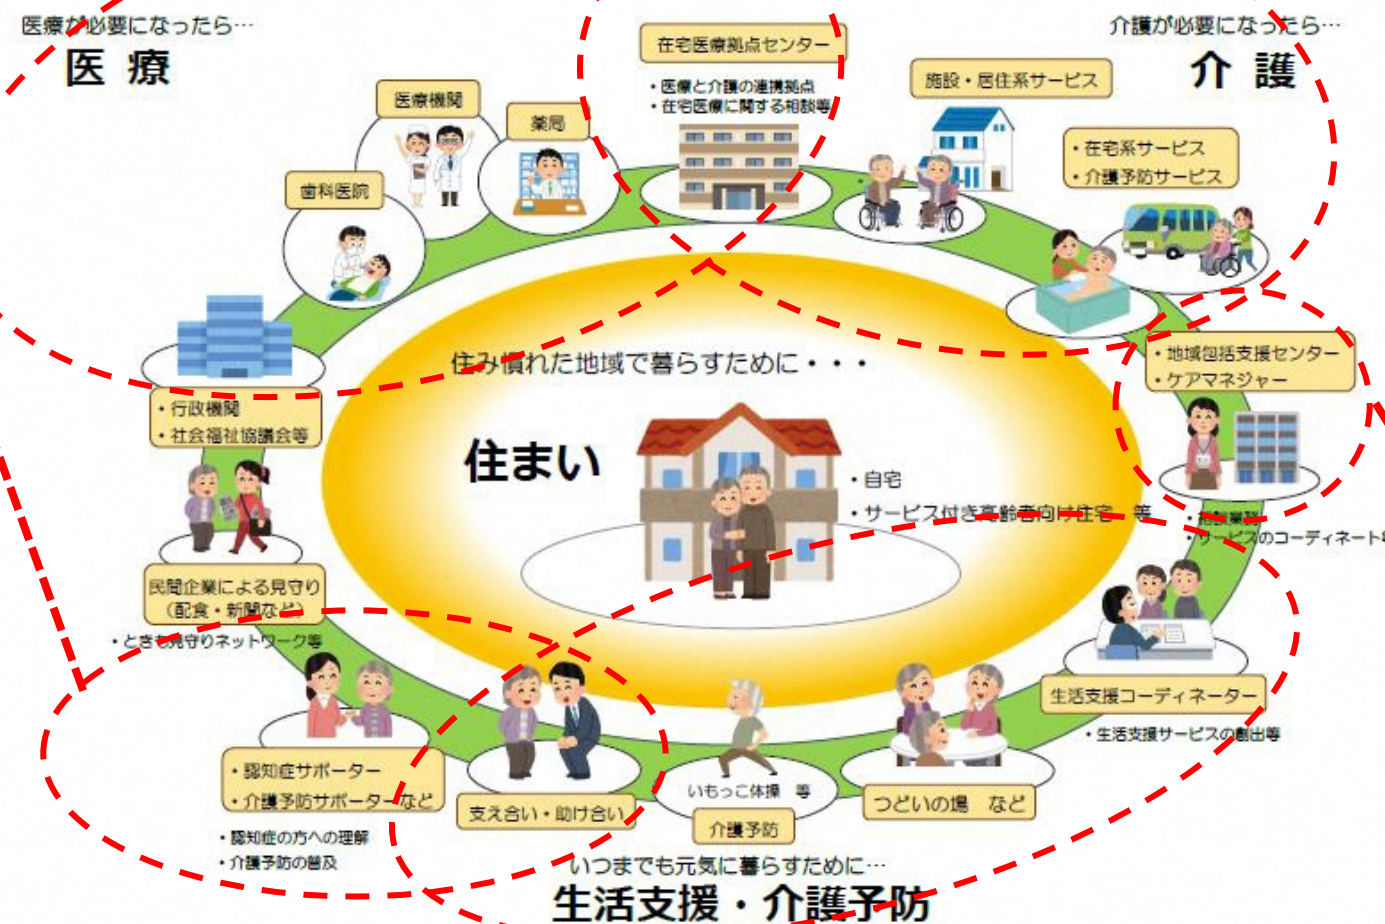 医療が必要になったら…
医療
在宅医療拠点センター
・医療と介護の連携拠点
・在宅医療に関する相談等
介護が必要になったら…
介護
医療機関
薬局
歯科医院
施設・居住系サービス
・在宅系サービス
・介護予防サービス
・行政機関
・社会福祉協議会等
住み慣れた地域で暮らすために・・・
住まい
・自宅
・サービス付き高齢者向け住宅 等
・地域包括支援センター
・ケアマネジャー
・相談業務
・サービスのコーディネート等
民間企業による見守り
（配食・新聞など）
・ときも見守りネットワーク等
生活支援コーディネーター
・生活支援サービスの創出等
・認知症サポーター
・介護予防サポーターなど
・認知症の方への理解
・介護予防の普及
支え合い・助け合い
いもっこ体操 等
介護予防
つどいの場 など
いつまでも元気に暮らすために…
生活支援・介護予防